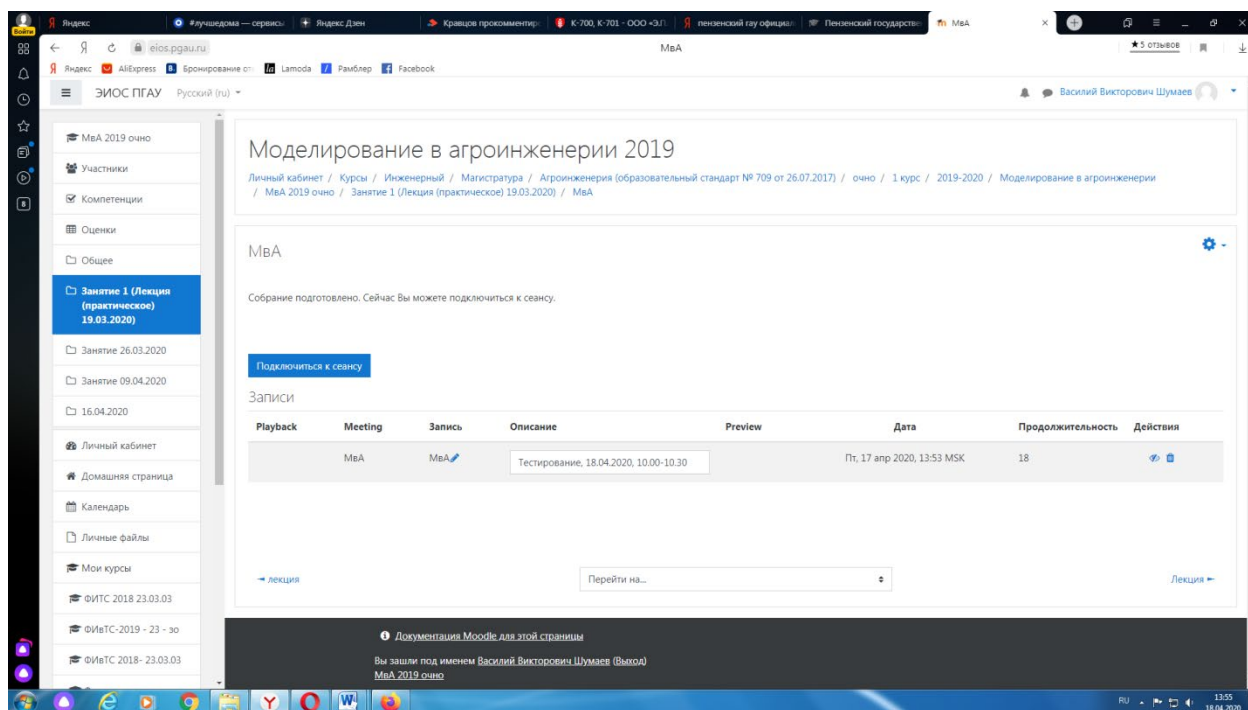 Войти
Яндекс
#лучшедома — сервисы
Яндекс Дзен
Кравцов прокомментир
К-700, К-701 - ООО «ЭЛ
пензенский гау официал
Пензенский государстве
МвА
eios.pgau.ru
МвА
5 отзывов
Яндекс
AliExpress
Бронирование от
Lamoda
Рамблер
Facebook
ЭИОС ПГАУ
Русский (ru)
Василий Викторович Шумаев
МвА 2019 очно
Участники
Компетенции
Оценки
Общее
Занятие 1 (Лекция
(практическое)
19.03.2020)
Занятие 26.03.2020
Занятие 09.04.2020
16.04.2020
Личный кабинет
Домашняя страница
Календарь
Личные файлы
Мои курсы
ФИТС 2018 23.03.03
ФИвТС-2019 - 23 - зо
ФИвТС 2018- 23.03.03
Моделирование в агроинженерии 2019
Личный кабинет / Курсы / Инженерный / Магистратура / Агроинженерия (образовательный стандарт № 709 от 26.07.2017) / очно / 1 курс / 2019-2020 / Моделирование в агроинженерии
/ МвА 2019 очно / Занятие 1 (Лекция (практическое) 19.03.2020) / МвА
МвА
Собрание подготовлено. Сейчас Вы можете подключиться к сеансу.
Подключиться к сеансу
Записи
Playback Meeting Запись Описание Preview Дата Продолжительность Действия
МвА МвА Тестирование, 18.04.2020, 10.00-10.30 Пт, 17 апр 2020, 13:53 MSK 18
лекция
Перейти на...
Лекция
Документация Moodle для этой страницы
Вы зашли под именем Василий Викторович Шумаев (Выход)
МвА 2019 очно
RU
13:55
18.04.2020